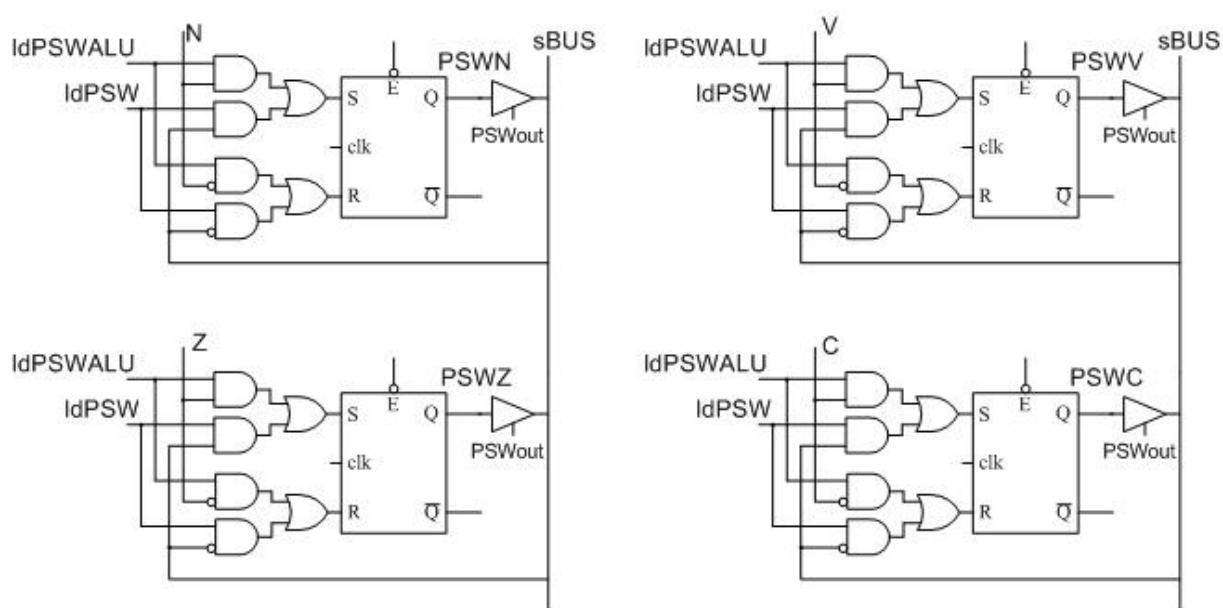 N
sBUS
ldPSWALU
PSWN
ldPSW
E
S
Q
PSWout
clk
R
Q̅
V
sBUS
ldPSWALU
PSWV
ldPSW
E
S
Q
PSWout
clk
R
Q̅
Z
ldPSWALU
PSWZ
ldPSW
E
S
Q
PSWout
clk
R
Q̅
C
ldPSWALU
PSWC
ldPSW
E
S
Q
PSWout
clk
R
Q̅